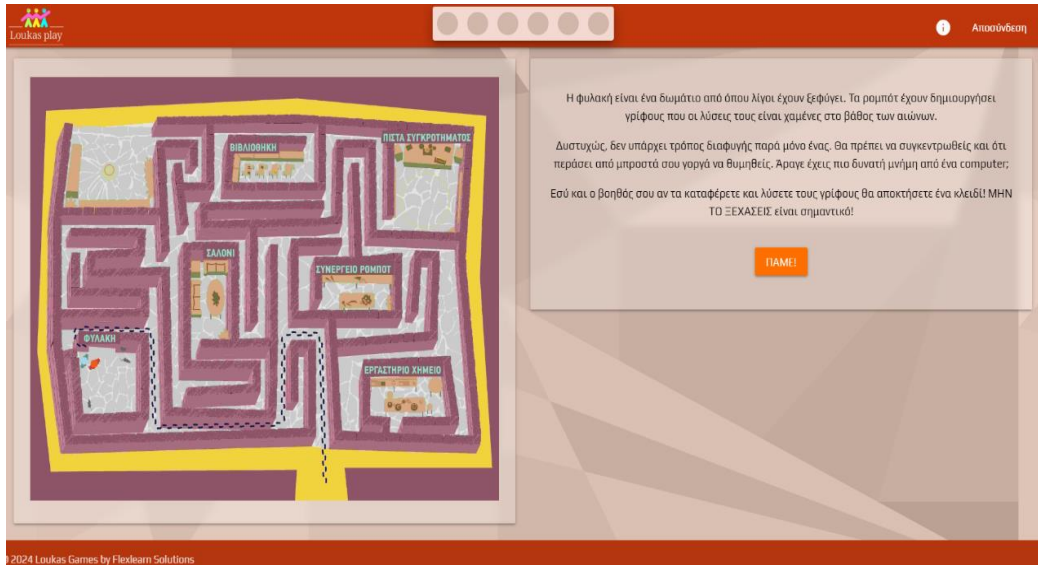 Loukas play
Αποσύνδεση
ΒΙΒΛΙΟΘΗΚΗ
ΠΙΣΤΑ ΣΥΓΚΡΟΤΗΜΑΤΟΣ
ΣΑΛΟΝΙ
ΣΥΝΕΡΓΕΙΟ ΡΟΜΠΟΤ
ΦΥΛΑΚΗ
ΕΡΓΑΣΤΗΡΙΟ ΧΗΜΕΙΟ
Η φυλακή είναι ένα δωμάτιο από όπου λίγοι έχουν ξεφύγει. Τα ρομπότ έχουν δημιουργήσει
γρίφους που οι λύσεις τους είναι χαμένες στο βάθος των αιώνων.
Δυστυχώς, δεν υπάρχει τρόπος διαφυγής παρά μόνο ένας. Θα πρέπει να συγκεντρωθείς και ότι
περάσει από μπροστά σου γοργά να θυμηθείς. Άραγε έχεις πιο δυνατή μνήμη από ένα computer;
Εσύ και ο βοηθός σου αν τα καταφέρετε και λύσετε τους γρίφους θα αποκτήσετε ένα κλειδί! ΜΗΝ
ΤΟ ΞΕΧΑΣΕΙΣ είναι σημαντικό!
ΠΑΜΕ!
© 2024 Loukas Games by Flexlearn Solutions